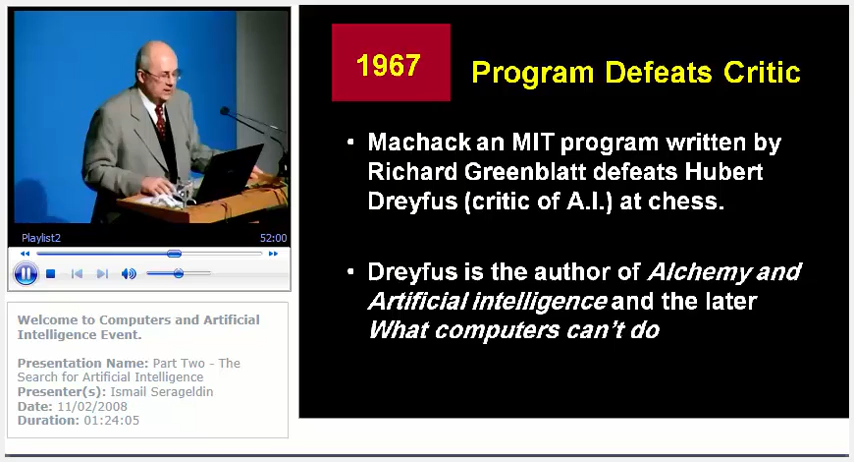 Playlist2
52:00
Welcome to Computers and Artificial
Intelligence Event.
Presentation Name: Part Two - The
Search for Artificial Intelligence
Presenter(s): Ismail Serageldin
Date: 11/02/2008
Duration: 01:24:05
1967
Program Defeats Critic
• Machack an MIT program written by
Richard Greenblatt defeats Hubert
Dreyfus (critic of A.I.) at chess.
• Dreyfus is the author of Alchemy and
Artificial intelligence and the later
What computers can't do